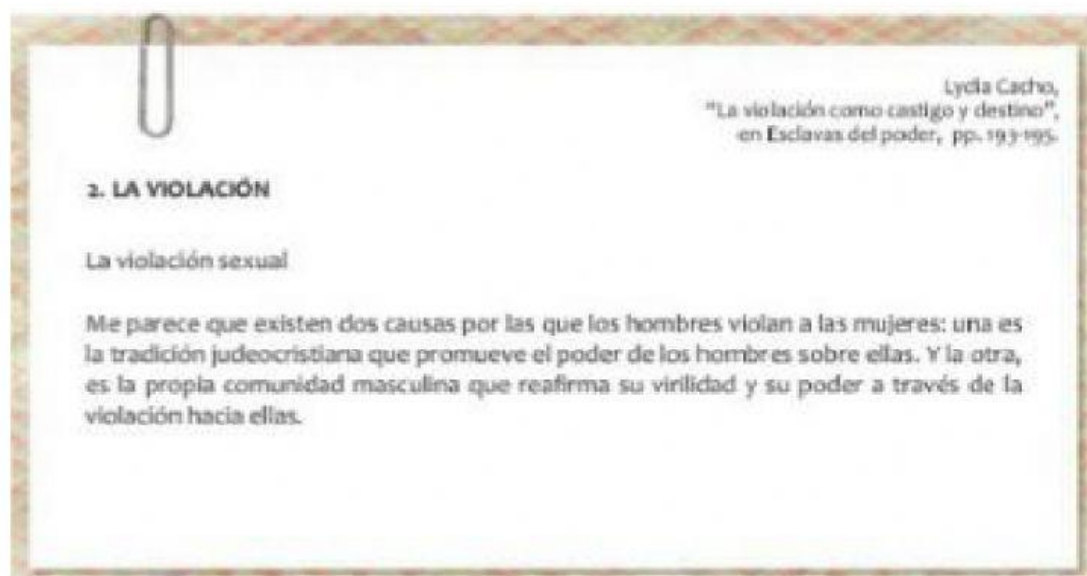 Lydia Cacho,
"La violación como castigo y destino",
en Esclavas del poder, pp. 193-195.
2. LA VIOLACIÓN
La violación sexual
Me parece que existen dos causas por las que los hombres violan a las mujeres: una es
la tradición judeocristiana que promueve el poder de los hombres sobre ellas. Y la otra,
es la propia comunidad masculina que reafirma su virilidad y su poder a través de la
violación hacia ellas.